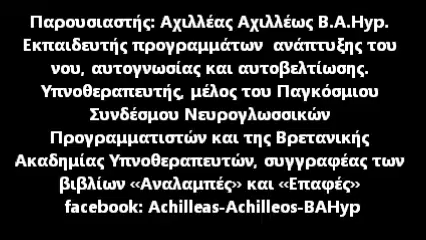 Παρουσιαστής: Αχιλλέας Αχιλλέως B.A.Hyp.
Εκπαιδευτής προγραμμάτων ανάπτυξης του
νου, αυτογνωσίας και αυτοβελτίωσης.
Υπνοθεραπευτής, μέλος του Παγκόσμιου
Συνδέσμου Νευρογλωσσικών
Προγραμματιστών και της Βρετανικής
Ακαδημίας Υπνοθεραπευτών, συγγραφέας των
βιβλίων «Αναλαμπές» και «Επαφές»
facebook: Achilleas-Achilleos-BAHyp